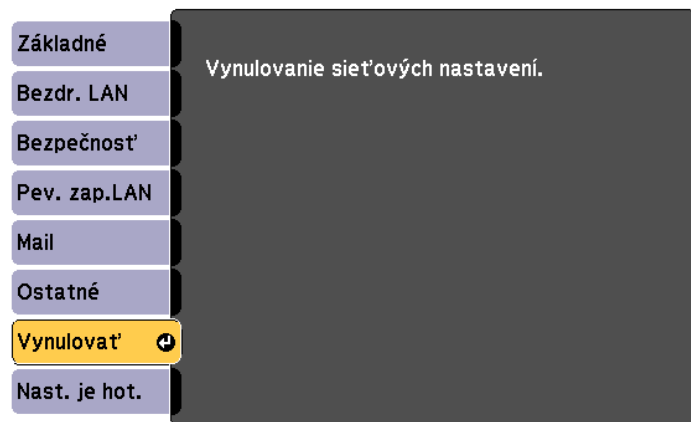 Základné
Bezdr. LAN
Bezpečnosť
Pev. zap.LAN
Mail
Ostatné
Vynulovať
Nast. je hot.
Vynulovanie sieťových nastavení.